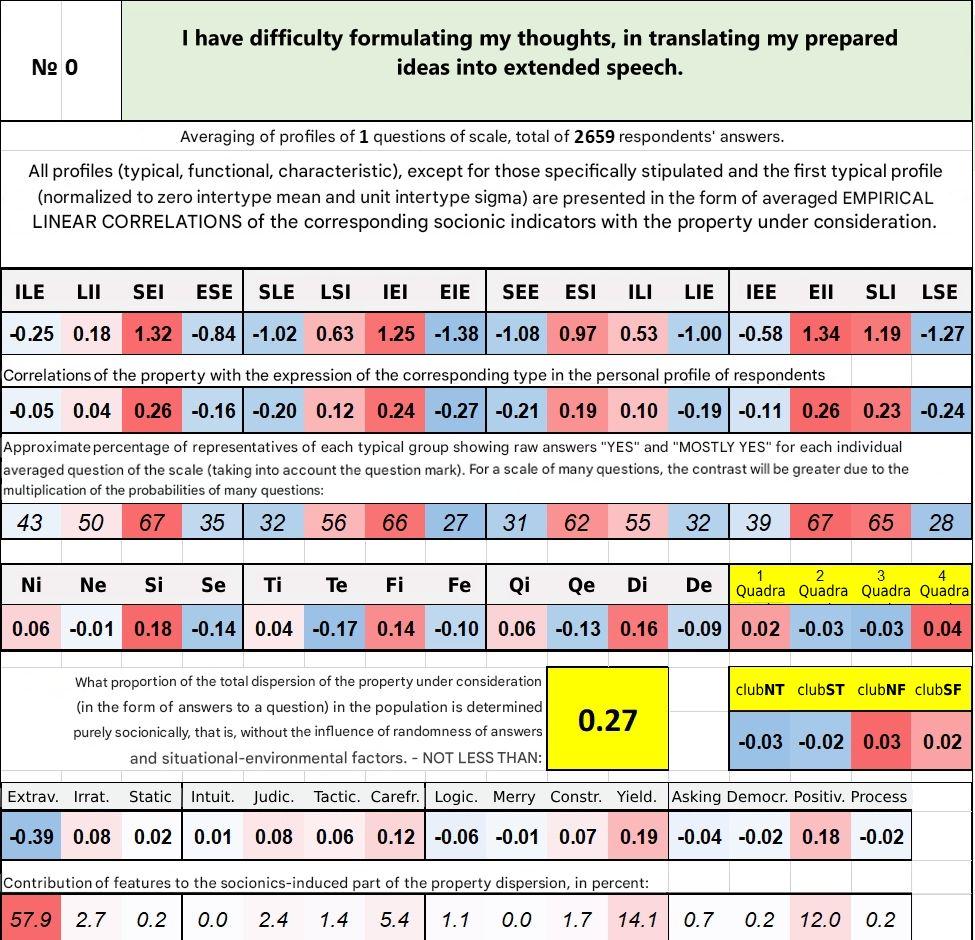 № 0
I have difficulty formulating my thoughts, in translating my prepared
ideas into extended speech.
Averaging of profiles of 1 questions of scale, total of 2659 respondents' answers.
All profiles (typical, functional, characteristic), except for those specifically stipulated and the first typical profile
(normalized to zero intertype mean and unit intertype sigma) are presented in the form of averaged EMPIRICAL
LINEAR CORRELATIONS of the corresponding socionic indicators with the property under consideration.
ILE LII SEI ESE SLE LSI IEI EIE SEE ESI ILI LIE IEE EII SLI LSE
-0.25 0.18 1.32 -0.84 -1.02 0.63 1.25 -1.38 -1.08 0.97 0.53 -1.00 -0.58 1.34 1.19 -1.27
Correlations of the property with the expression of the corresponding type in the personal profile of respondents
-0.05 0.04 0.26 -0.16 -0.20 0.12 0.24 -0.27 -0.21 0.19 0.10 -0.19 -0.11 0.26 0.23 -0.24
Approximate percentage of representatives of each typical group showing raw answers "YES" and "MOSTLY YES" for each individual
averaged question of the scale (taking into account the question mark). For a scale of many questions, the contrast will be greater due to the
multiplication of the probabilities of many questions:
43 50 67 35 32 56 66 27 31 62 55 32 39 67 65 28
Ni Ne Si Se Ti Te Fi Fe Qi Qe Di De 1 Quadra 2 Quadra 3 Quadra 4 Quadra
0.06 -0.01 0.18 -0.14 0.04 -0.17 0.14 -0.10 0.06 -0.13 0.16 -0.09 0.02 -0.03 -0.03 0.04
What proportion of the total dispersion of the property under consideration
(in the form of answers to a question) in the population is determined
purely socionically, that is, without the influence of randomness of answers
and situational-environmental factors. - NOT LESS THAN:
0.27
clubNT clubST clubNF clubSF
-0.03 -0.02 0.03 0.02
Extrav. Irrat. Static Intuit. Judic. Tactic. Carefr. Logic. Merry Constr. Yield. Asking Democr. Positiv. Process
-0.39 0.08 0.02 0.01 0.08 0.06 0.12 -0.06 -0.01 0.07 0.19 -0.04 -0.02 0.18 -0.02
Contribution of features to the socionics-induced part of the property dispersion, in percent:
57.9 2.7 0.2 0.0 2.4 1.4 5.4 1.1 0.0 1.7 14.1 0.7 0.2 12.0 0.2